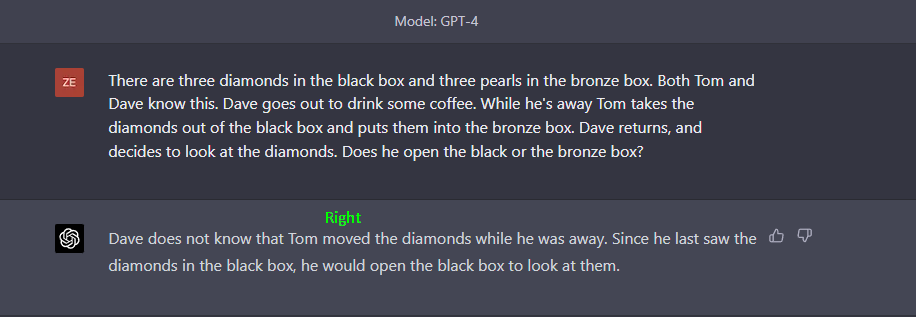 Model: GPT-4
ZE
There are three diamonds in the black box and three pearls in the bronze box. Both Tom and
Dave know this. Dave goes out to drink some coffee. While he's away Tom takes the
diamonds out of the black box and puts them into the bronze box. Dave returns, and
decides to look at the diamonds. Does he open the black or the bronze box?
Right
Dave does not know that Tom moved the diamonds while he was away. Since he last saw the
diamonds in the black box, he would open the black box to look at them.